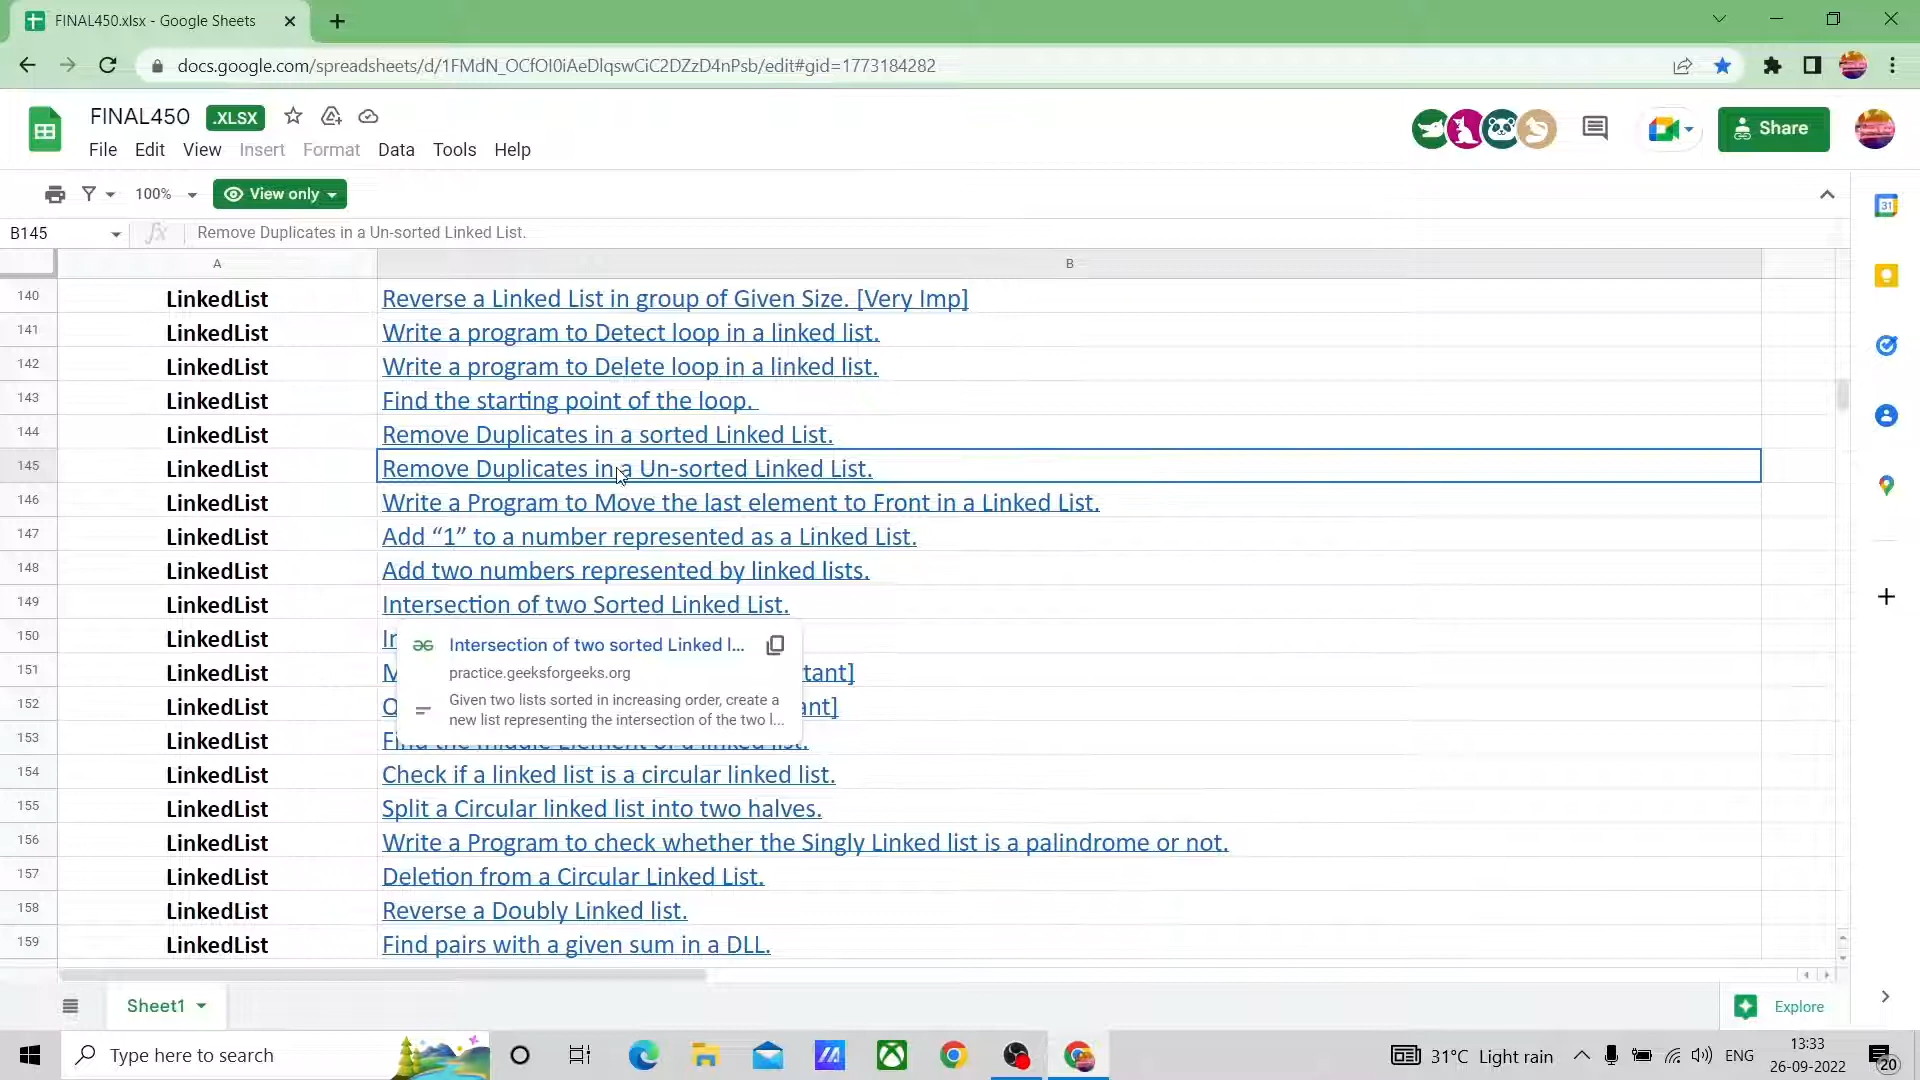 FINAL450.xlsx - Google Sheets
docs.google.com/spreadsheets/d/1FMdN_OCfOI0iAeDlqswCiC2DZzD4nPsb/edit#gid=1773184282
FINAL450 .XLSX
Share
File Edit View Insert Format Data Tools Help
100% View only
B145 fx Remove Duplicates in a Un-sorted Linked List.
A B
140 LinkedList Reverse a Linked List in group of Given Size. [Very Imp]
141 LinkedList Write a program to Detect loop in a linked list.
142 LinkedList Write a program to Delete loop in a linked list.
143 LinkedList Find the starting point of the loop.
144 LinkedList Remove Duplicates in a sorted Linked List.
145 LinkedList Remove Duplicates in a Un-sorted Linked List.
146 LinkedList Write a Program to Move the last element to Front in a Linked List.
147 LinkedList Add “1” to a number represented as a Linked List.
148 LinkedList Add two numbers represented by linked lists.
149 LinkedList Intersection of two Sorted Linked List.
150 LinkedList
Intersection of two sorted Linked l...
151 LinkedList tant]
practice.geeksforgeeks.org
152 LinkedList ant]
Given two lists sorted in increasing order, create a
new list representing the intersection of the two l...
153 LinkedList Find the middle Element of a linked list.
154 LinkedList Check if a linked list is a circular linked list.
155 LinkedList Split a Circular linked list into two halves.
156 LinkedList Write a Program to check whether the Singly Linked list is a palindrome or not.
157 LinkedList Deletion from a Circular Linked List.
158 LinkedList Reverse a Doubly Linked list.
159 LinkedList Find pairs with a given sum in a DLL.
Sheet1
Explore
Type here to search
31°C Light rain
ENG
13:33
26-09-2022
20
31